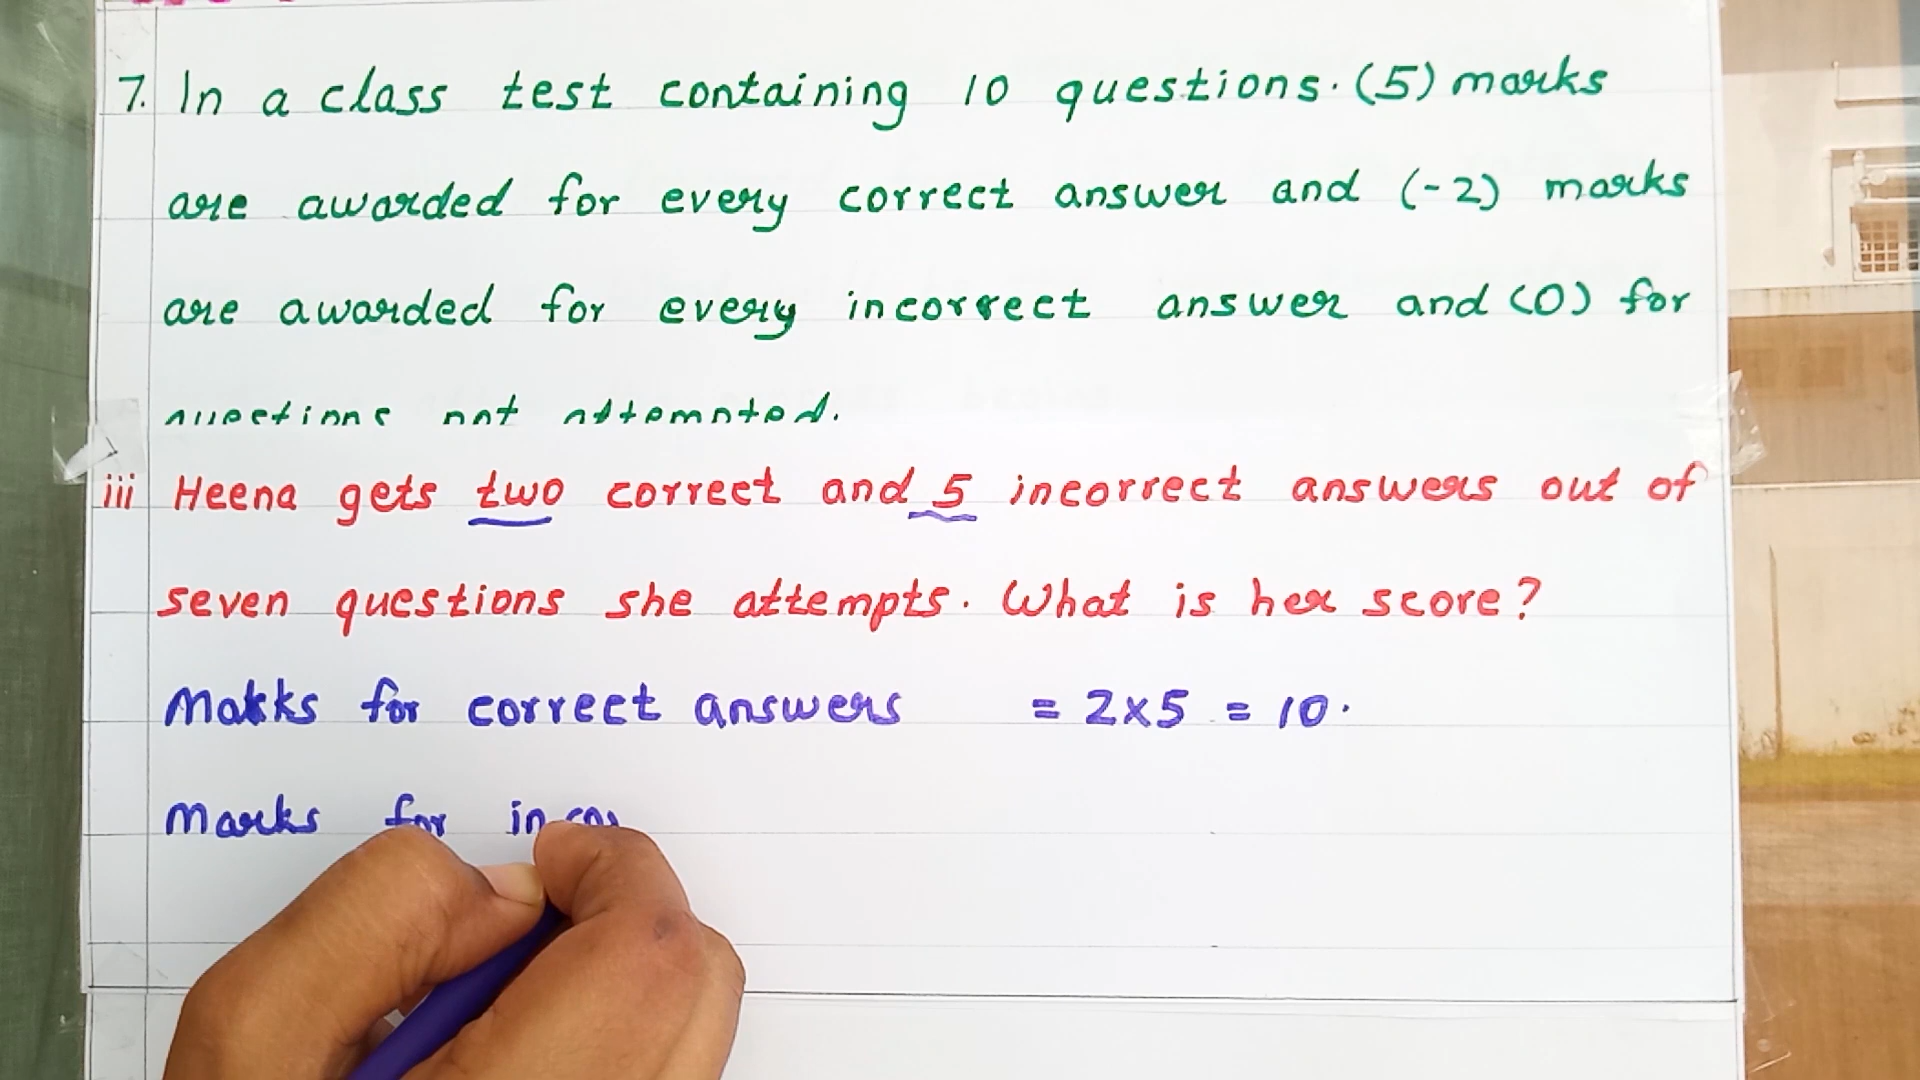 7. In a class test containing 10 questions. (5) marks
are awarded for every correct answer and (-2) marks
are awarded for every incorrect answer and (0) for
questions not attempted.
iii Heena gets two correct and 5 incorrect answers out of
seven questions she attempts. What is her score?
Marks for correct answers = 2x5 = 10.
Marks for